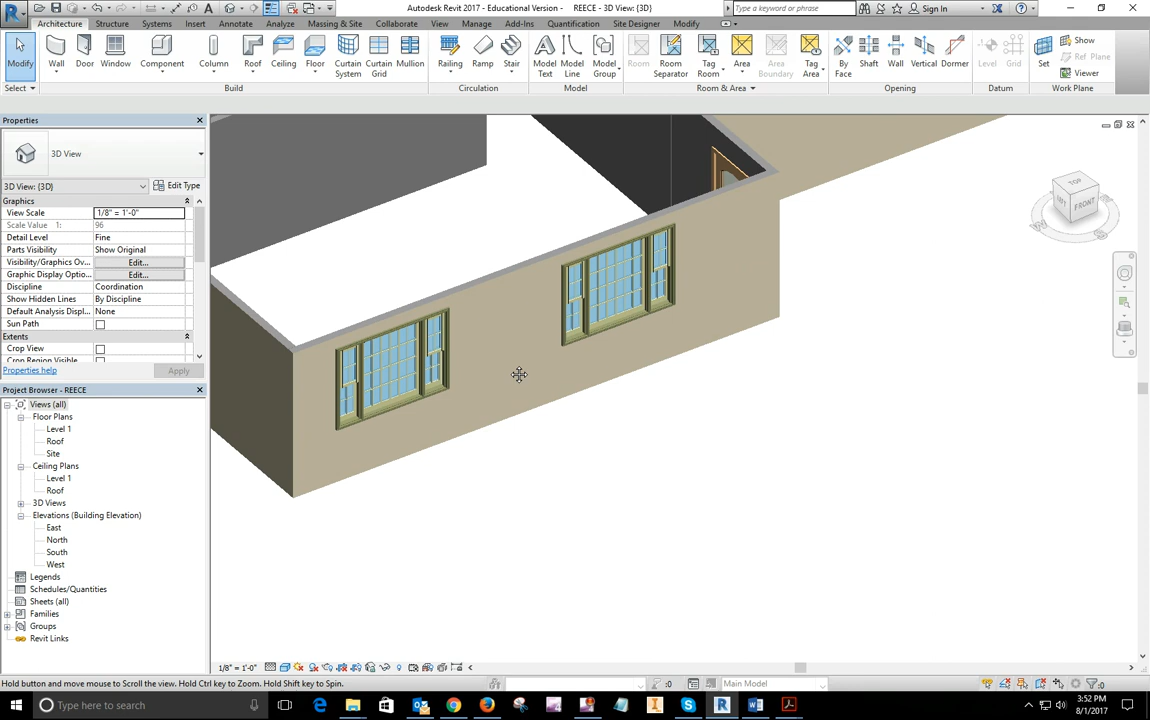 Autodesk Revit 2017 - Educational Version - REECE - 3D View: {3D}
Type a keyword or phrase
Sign In
Architecture Structure Systems Insert Annotate Analyze Massing & Site Collaborate View Manage Add-Ins Quantification Site Designer Modify
Modify Wall Door Window Component Column Roof Ceiling Floor Curtain System Curtain Grid Mullion Railing Ramp Stair Model Text Model Line Model Group Room Room Separator Tag Room Area Area Boundary Tag Area By Face Shaft Wall Vertical Dormer Level Grid Set Show Ref Plane Viewer
Select Build Circulation Model Room & Area Opening Datum Work Plane
Properties
3D View
3D View: {3D} Edit Type
Graphics
View Scale 1/8" = 1'-0"
Scale Value 1: 96
Detail Level Fine
Parts Visibility Show Original
Visibility/Graphics Ov... Edit...
Graphic Display Optio... Edit...
Discipline Coordination
Show Hidden Lines By Discipline
Default Analysis Displ... None
Sun Path
Extents
Crop View
Crop Region Visible
Properties help Apply
Project Browser - REECE
Views (all)
Floor Plans
Level 1
Roof
Site
Ceiling Plans
Level 1
Roof
3D Views
Elevations (Building Elevation)
East
North
South
West
Legends
Schedules/Quantities
Sheets (all)
Families
Groups
Revit Links
TOP
LEFT
FRONT
1/8" = 1'-0"
Hold button and move mouse to Scroll the view. Hold Ctrl key to Zoom. Hold Shift key to Spin.
:0
Main Model
:0
Type here to search
3:52 PM
8/1/2017